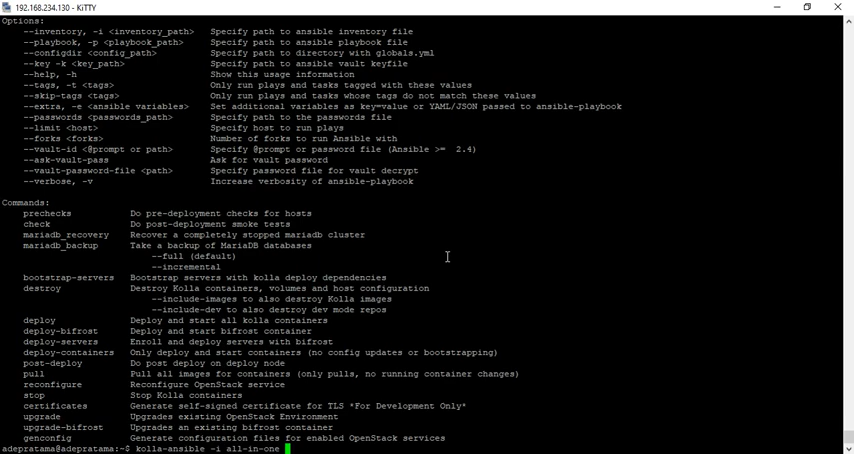 192.168.234.130 - KiTTY
Options:
--inventory, -i <inventory_path> Specify path to ansible inventory file
--playbook, -p <playbook_path> Specify path to ansible playbook file
--configdir <config_path> Specify path to directory with globals.yml
--key -k <key_path> Specify path to ansible vault keyfile
--help, -h Show this usage information
--tags, -t <tags> Only run plays and tasks tagged with these values
--skip-tags <tags> Only run plays and tasks whose tags do not match these values
--extra, -e <ansible variables> Set additional variables as key=value or YAML/JSON passed to ansible-playbook
--passwords <passwords_path> Specify path to the passwords file
--limit <host> Specify host to run plays
--forks <forks> Number of forks to run Ansible with
--vault-id <@prompt or path> Specify @prompt or password file (Ansible >= 2.4)
--ask-vault-pass Ask for vault password
--vault-password-file <path> Specify password file for vault decrypt
--verbose, -v Increase verbosity of ansible-playbook
Commands:
prechecks Do pre-deployment checks for hosts
check Do post-deployment smoke tests
mariadb_recovery Recover a completely stopped mariadb cluster
mariadb_backup Take a backup of MariaDB databases
--full (default)
--incremental
bootstrap-servers Bootstrap servers with kolla deploy dependencies
destroy Destroy Kolla containers, volumes and host configuration
--include-images to also destroy Kolla images
--include-dev to also destroy dev mode repos
deploy Deploy and start all kolla containers
deploy-bifrost Deploy and start bifrost container
deploy-servers Enroll and deploy servers with bifrost
deploy-containers Only deploy and start containers (no config updates or bootstrapping)
post-deploy Do post deploy on deploy node
pull Pull all images for containers (only pulls, no running container changes)
reconfigure Reconfigure OpenStack service
stop Stop Kolla containers
certificates Generate self-signed certificate for TLS *For Development Only*
upgrade Upgrades existing OpenStack Environment
upgrade-bifrost Upgrades an existing bifrost container
genconfig Generate configuration files for enabled OpenStack services
adepratama@adepratama:~$ kolla-ansible -i all-in-one